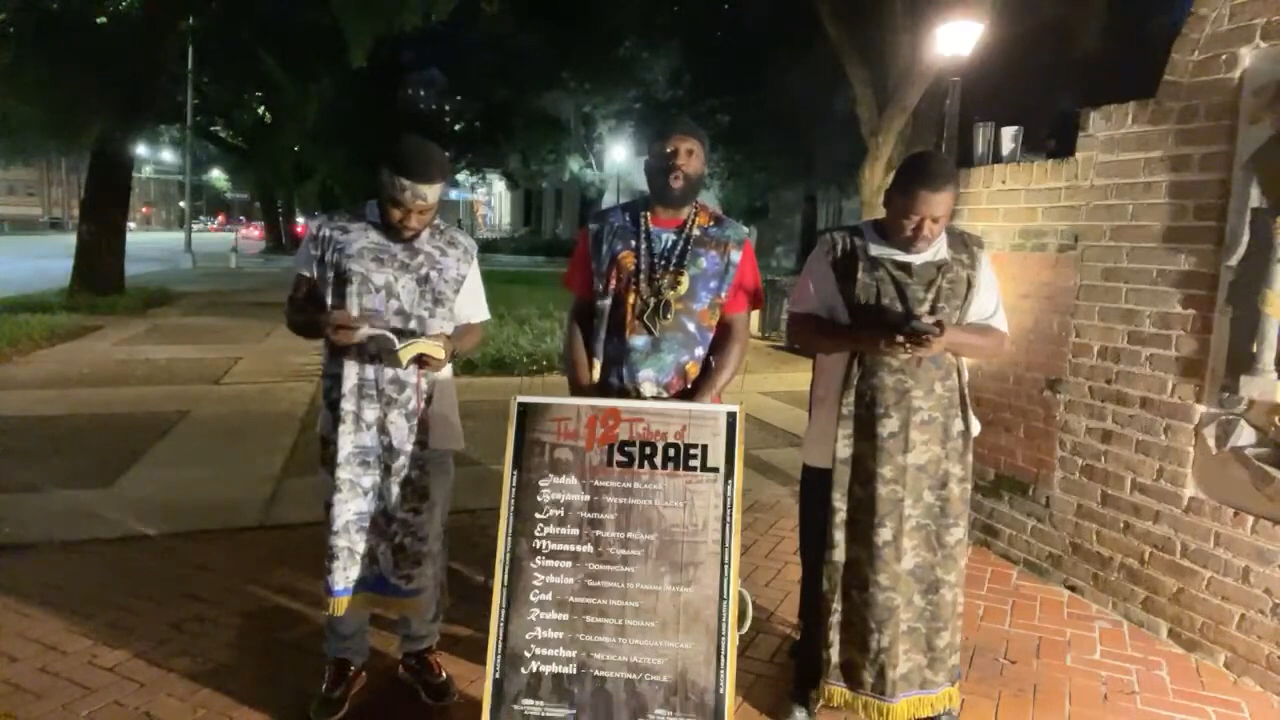 The 12 Tribes of
ISRAEL
Judah - "AMERICAN BLACKS"
Benjamin - "WEST INDIES BLACKS"
Levi - "HAITIANS"
Ephraim - "PUERTO RICANS"
Manasseh - "CUBANS"
Simeon - "DOMINICANS"
Zebulon - "GUATEMALA TO PANAMA (MAYAN)"
Gad - "AMERICAN INDIANS"
Reuben - "SEMINOLE INDIANS"
Asher - "COLOMBIA TO URUGUAY (INCAS)"
Issachar - "MEXICAN (AZTECS)"
Naphtali - "ARGENTINA/ CHILE"